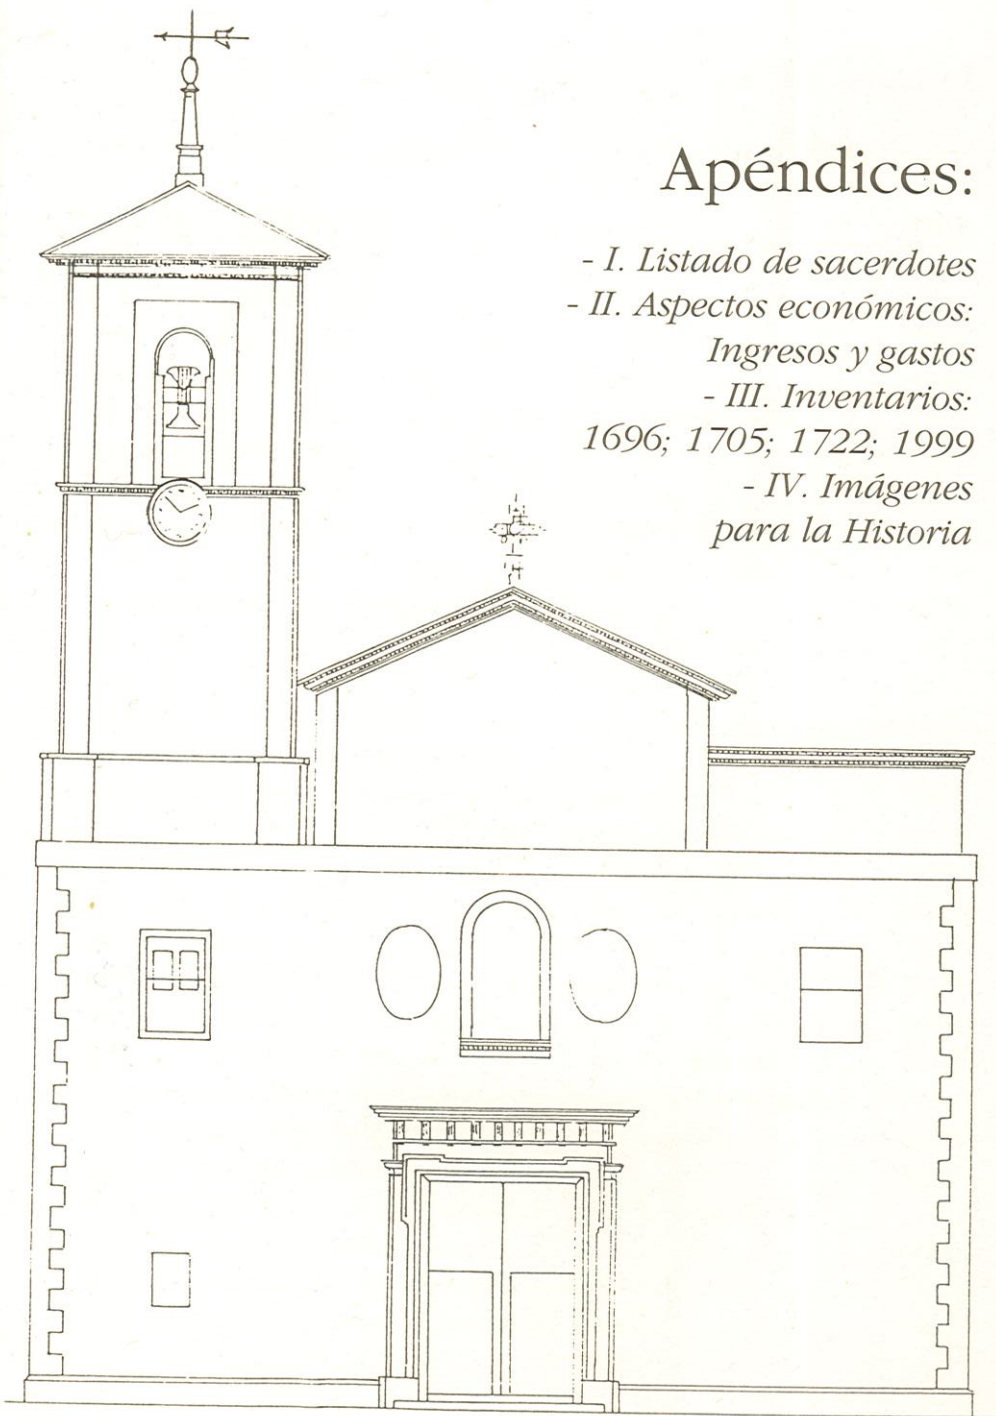 Apéndices:
- I. Listado de sacerdotes
- II. Aspectos económicos:
Ingresos y gastos
- III. Inventarios:
1696; 1705; 1722; 1999
- IV. Imágenes
para la Historia